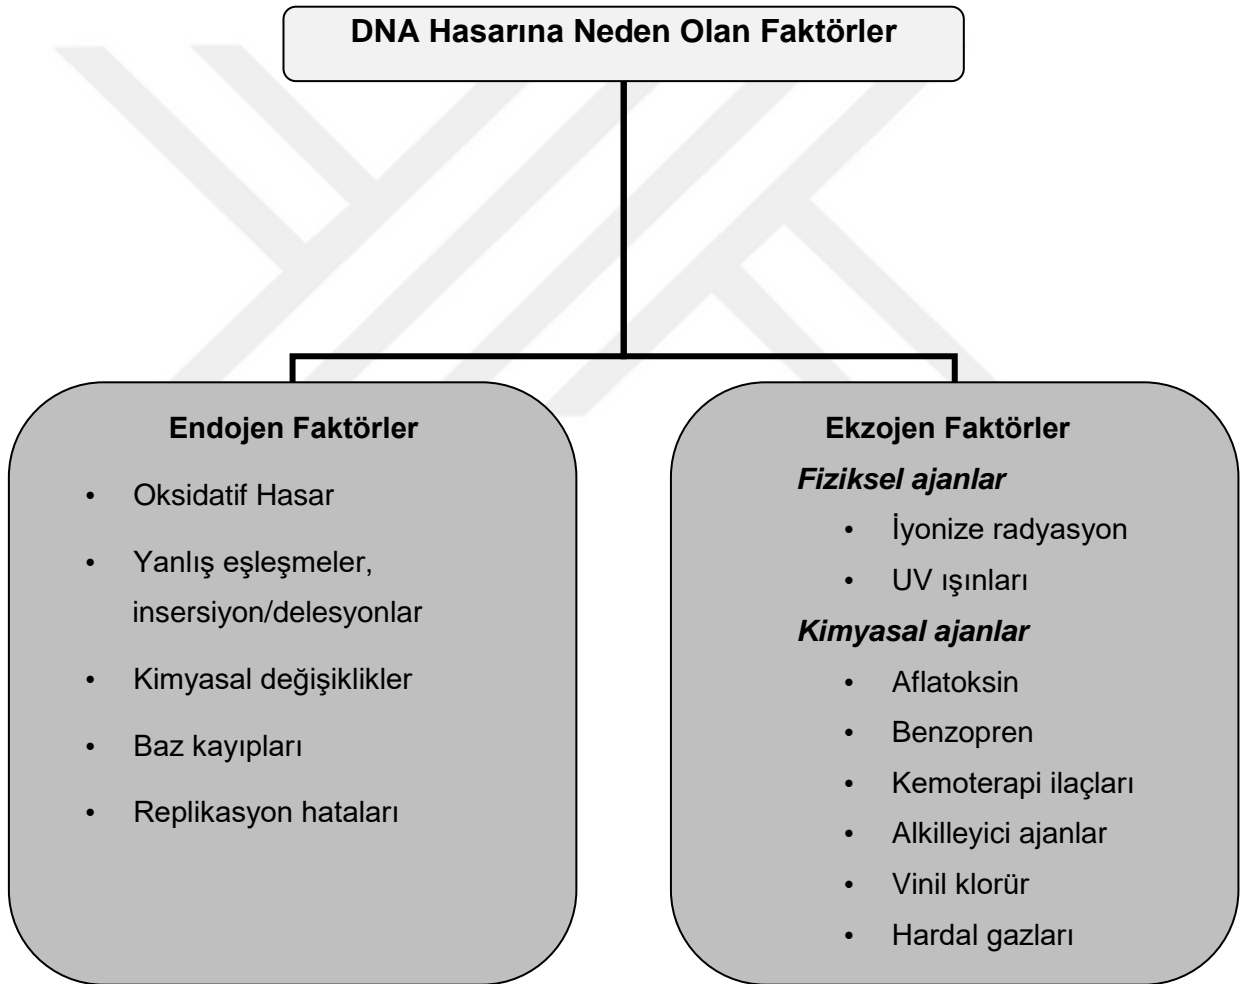 DNA Hasarına Neden Olan Faktörler
Endojen Faktörler
• Oksidatif Hasar
• Yanlış eşleşmeler,
insersiyon/delesyonlar
• Kimyasal değişiklikler
• Baz kayıpları
• Replikasyon hataları
Ekzojen Faktörler
Fiziksel ajanlar
• İyonize radyasyon
• UV ışınları
Kimyasal ajanlar
• Aflatoksin
• Benzopren
• Kemoterapi ilaçları
• Alkilleyici ajanlar
• Vinil klorür
• Hardal gazları